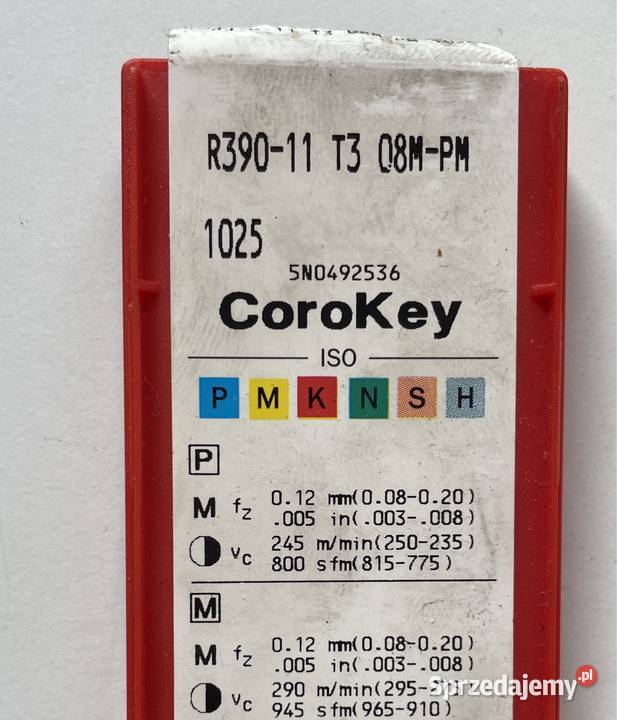 R390-11 T3 08M-PM
1025
5N0492536
CoroKey
ISO
P M K N S H
P
M fz 0.12 mm(0.08-0.20)
.005 in(.003-.008)
vc 245 m/min(250-235)
800 sfm(815-775)
M
M fz 0.12 mm(0.08-0.20)
.005 in(.003-.008)
vc 290 m/min(295-
945 sfm(965-910)
Sprzedajemy.pl